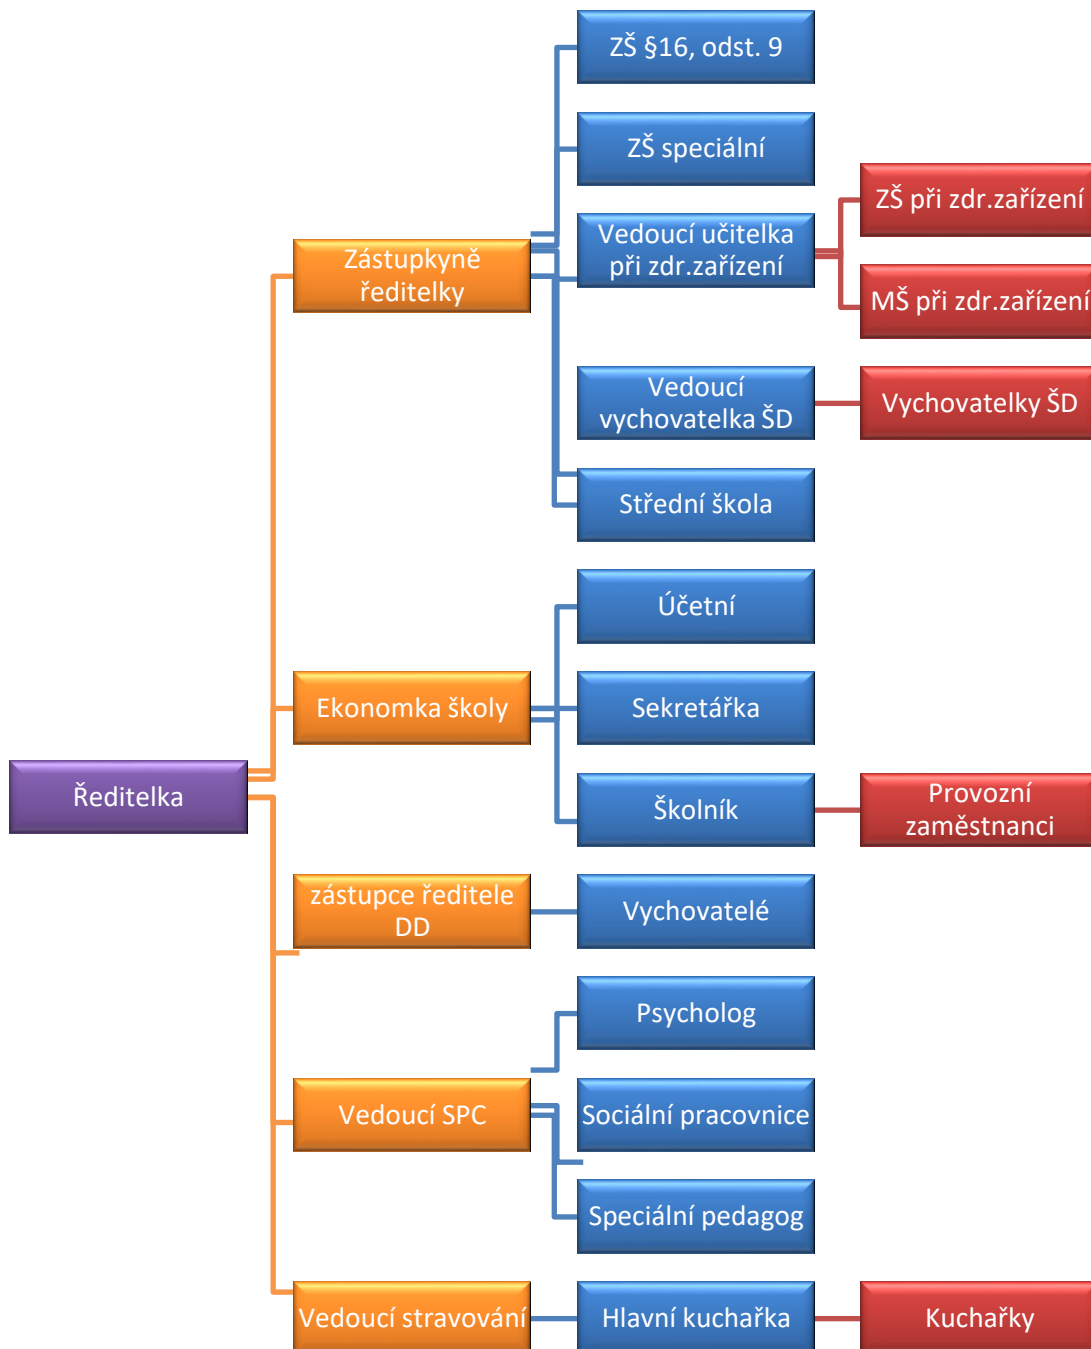 ZŠ §16, odst. 9
ZŠ speciální
ZŠ při zdr.zařízení
Vedoucí učitelka
při zdr.zařízení
Zástupkyně
ředitelky
MŠ při zdr.zařízení
Vedoucí
vychovatelka ŠD
Vychovatelky ŠD
Střední škola
Účetní
Ekonomka školy
Sekretářka
Ředitelka
Školník
Provozní
zaměstnanci
zástupce ředitele
DD
Vychovatelé
Psycholog
Vedoucí SPC
Sociální pracovnice
Speciální pedagog
Vedoucí stravování
Hlavní kuchařka
Kuchařky